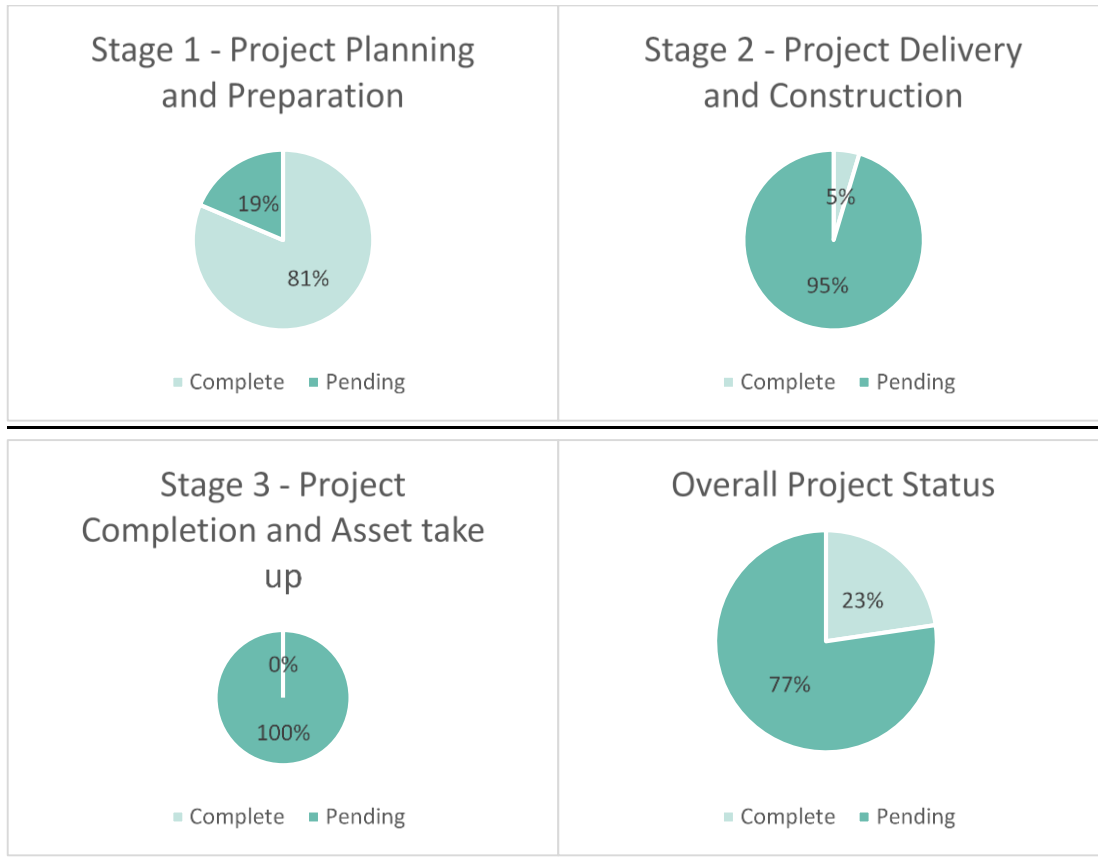 Stage 1 - Project Planning
and Preparation
19%
81%
Complete Pending
Stage 2 - Project Delivery
and Construction
5%
95%
Complete Pending
Stage 3 - Project
Completion and Asset take
up
0%
100%
Complete Pending
Overall Project Status
23%
77%
Complete Pending